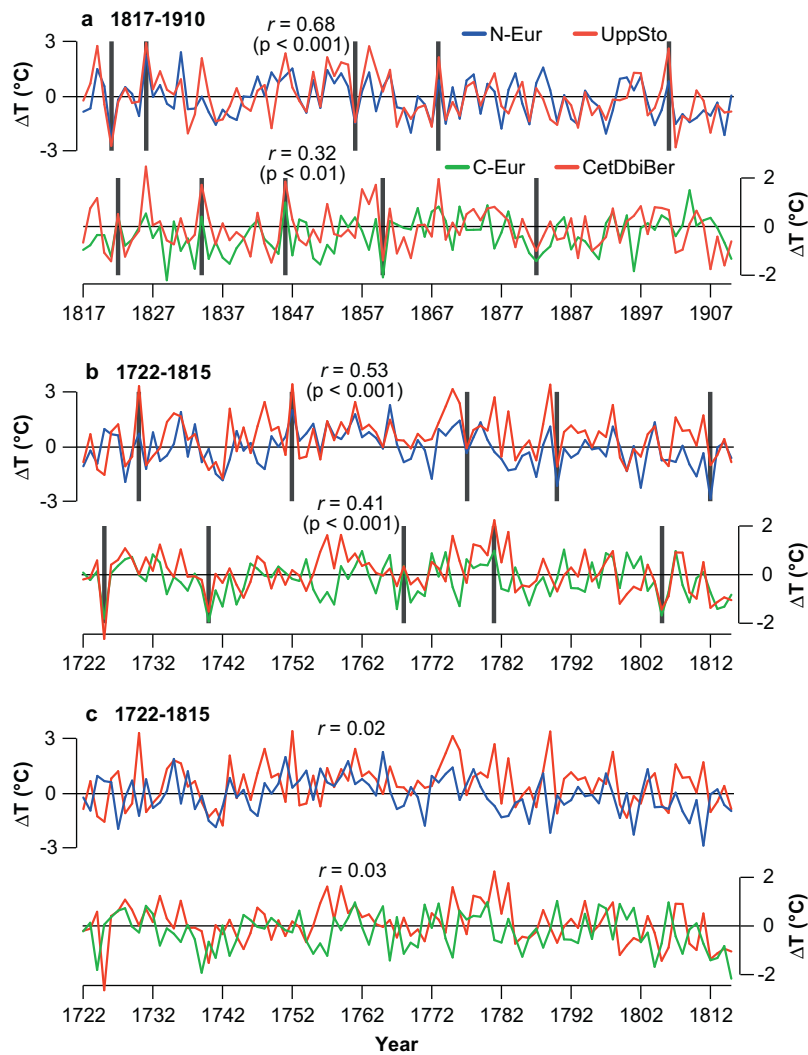 a 1817-1910
r = 0.68
(p < 0.001)
N-Eur UppSto
3
0
-3
ΔT (°C)
r = 0.32
(p < 0.01)
C-Eur CetDbiBer
2
0
-2
ΔT (°C)
1817 1827 1837 1847 1857 1867 1877 1887 1897 1907
b 1722-1815
r = 0.53
(p < 0.001)
3
0
-3
ΔT (°C)
r = 0.41
(p < 0.001)
2
0
-2
ΔT (°C)
1722 1732 1742 1752 1762 1772 1782 1792 1802 1812
c 1722-1815
r = 0.02
3
0
-3
ΔT (°C)
r = 0.03
2
0
-2
ΔT (°C)
1722 1732 1742 1752 1762 1772 1782 1792 1802 1812
Year